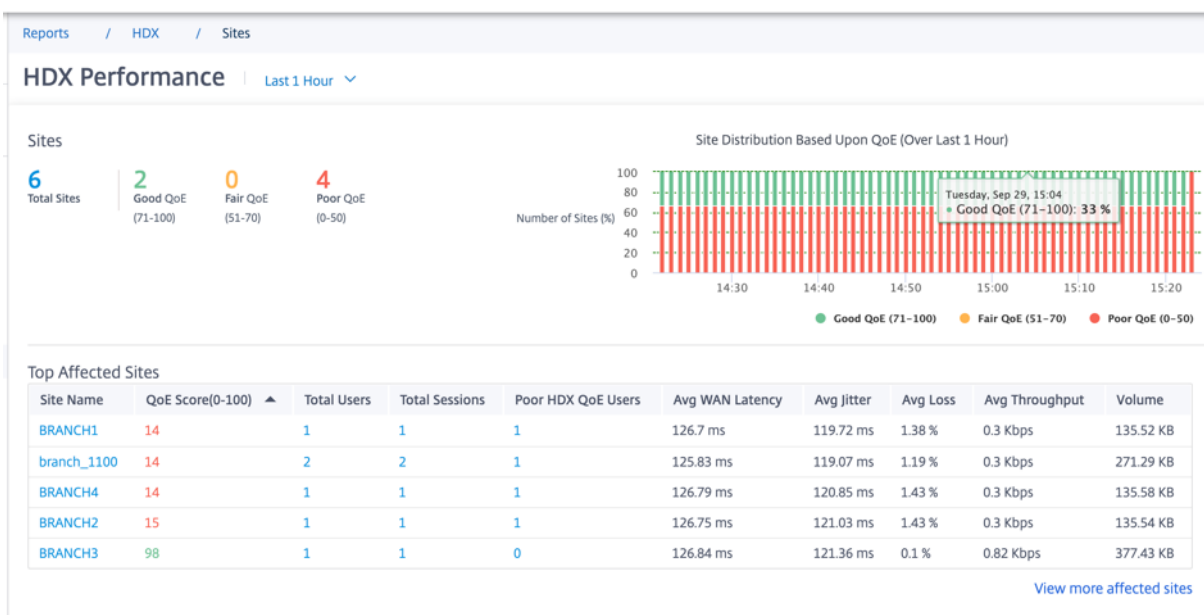 Reports / HDX / Sites
HDX Performance Last 1 Hour
Sites
6 2 0 4
Total Sites Good QoE Fair QoE Poor QoE
(71-100) (51-70) (0-50)
Site Distribution Based Upon QoE (Over Last 1 Hour)
Number of Sites (%)
100
80
60
40
20
0
Tuesday, Sep 29, 15:04
Good QoE (71-100): 33 %
14:30 14:40 14:50 15:00 15:10 15:20
Good QoE (71-100) Fair QoE (51-70) Poor QoE (0-50)
Top Affected Sites
Site Name QoE Score(0-100) Total Users Total Sessions Poor HDX QoE Users Avg WAN Latency Avg Jitter Avg Loss Avg Throughput Volume
BRANCH1 14 1 1 1 126.7 ms 119.72 ms 1.38 % 0.3 Kbps 135.52 KB
branch_1100 14 2 2 1 125.83 ms 119.07 ms 1.19 % 0.3 Kbps 271.29 KB
BRANCH4 14 1 1 1 126.79 ms 120.85 ms 1.43 % 0.3 Kbps 135.58 KB
BRANCH2 15 1 1 1 126.75 ms 121.03 ms 1.43 % 0.3 Kbps 135.54 KB
BRANCH3 98 1 1 0 126.84 ms 121.36 ms 0.1 % 0.82 Kbps 377.43 KB
View more affected sites